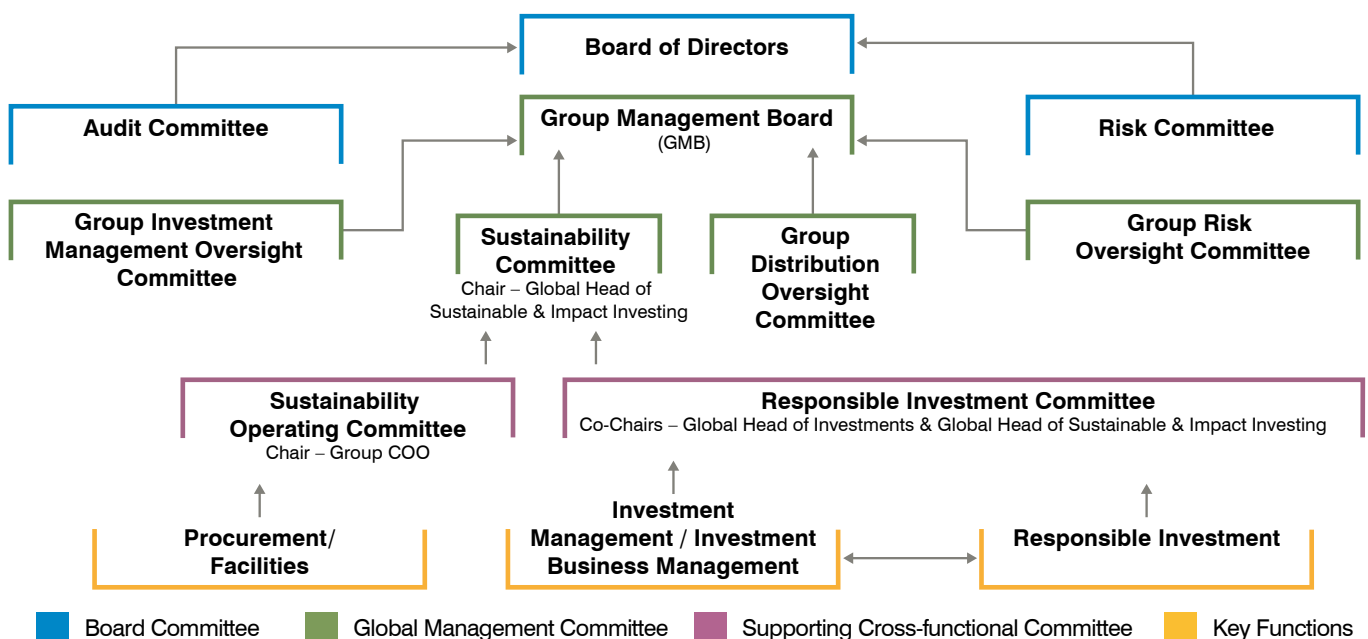 Board of Directors
Audit Committee
Group Management Board
(GMB)
Risk Committee
Group Investment
Management Oversight
Committee
Sustainability
Committee
Chair – Global Head of
Sustainable & Impact Investing
Group
Distribution
Oversight
Committee
Group Risk
Oversight Committee
Sustainability
Operating Committee
Chair – Group COO
Responsible Investment Committee
Co-Chairs – Global Head of Investments & Global Head of Sustainable & Impact Investing
Procurement/
Facilities
Investment
Management / Investment
Business Management
Responsible Investment
Board Committee
Global Management Committee
Supporting Cross-functional Committee
Key Functions